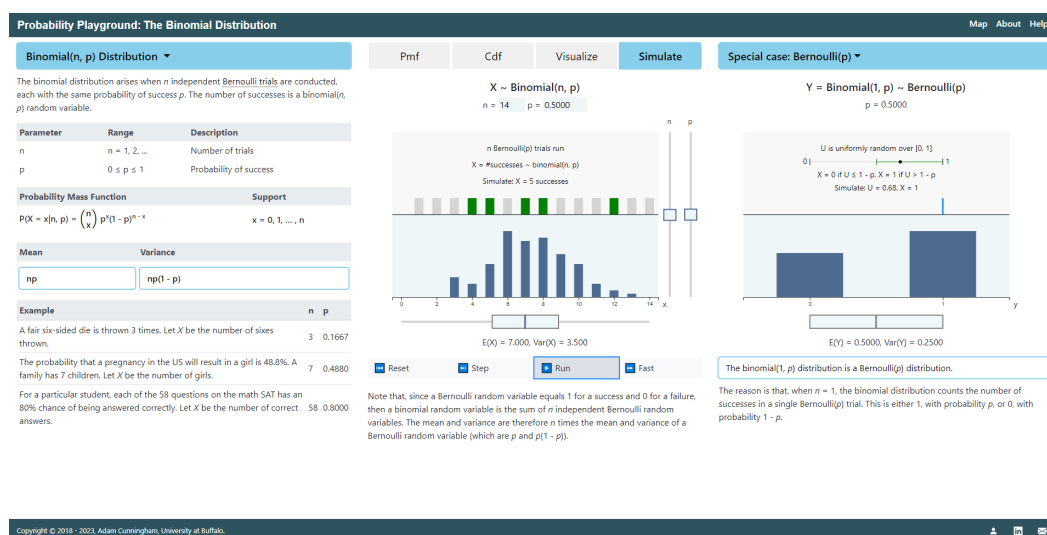 Probability Playground: The Binomial Distribution
Map About Help
Binomial(n, p) Distribution
The binomial distribution arises when n independent Bernoulli trials are conducted,
each with the same probability of success p. The number of successes is a binomial(n,
p) random variable.
Parameter Range Description
n n = 1, 2, ... Number of trials
p 0 ≤ p ≤ 1 Probability of success
Probability Mass Function Support
P(X = x|n, p) = (n x) pˣ(1 - p)ⁿ ⁻ ˣ x = 0, 1, ... , n
Mean Variance
np np(1 - p)
Example n p
A fair six-sided die is thrown 3 times. Let X be the number of sixes
thrown.
3 0.1667
The probability that a pregnancy in the US will result in a girl is 48.8%. A
family has 7 children. Let X be the number of girls.
7 0.4880
For a particular student, each of the 58 questions on the math SAT has an
80% chance of being answered correctly. Let X be the number of correct
answers.
58 0.8000
Pmf Cdf Visualize Simulate
X ~ Binomial(n, p)
n = 14 p = 0.5000
n p
n Bernoulli(p) trials run
X = #successes ~ binomial(n, p)
Simulate: X = 5 successes
0 2 4 6 8 10 12 14 x
E(X) = 7.000, Var(X) = 3.500
Reset Step Run Fast
Note that, since a Bernoulli random variable equals 1 for a success and 0 for a failure,
then a binomial random variable is the sum of n independent Bernoulli random
variables. The mean and variance are therefore n times the mean and variance of a
Bernoulli random variable (which are p and p(1 - p)).
Special case: Bernoulli(p)
Y = Binomial(1, p) ~ Bernoulli(p)
p = 0.5000
U is uniformly random over [0, 1]
0 1
X = 0 if U ≤ 1 - p. X = 1 if U > 1 - p
Simulate: U = 0.68, X = 1
0 1 y
E(Y) = 0.5000, Var(Y) = 0.2500
The binomial(1, p) distribution is a Bernoulli(p) distribution.
The reason is that, when n = 1, the binomial distribution counts the number of
successes in a single Bernoulli(p) trial. This is either 1, with probability p, or 0, with
probability 1 - p.
Copyright © 2018 - 2023, Adam Cunningham, University at Buffalo.
in